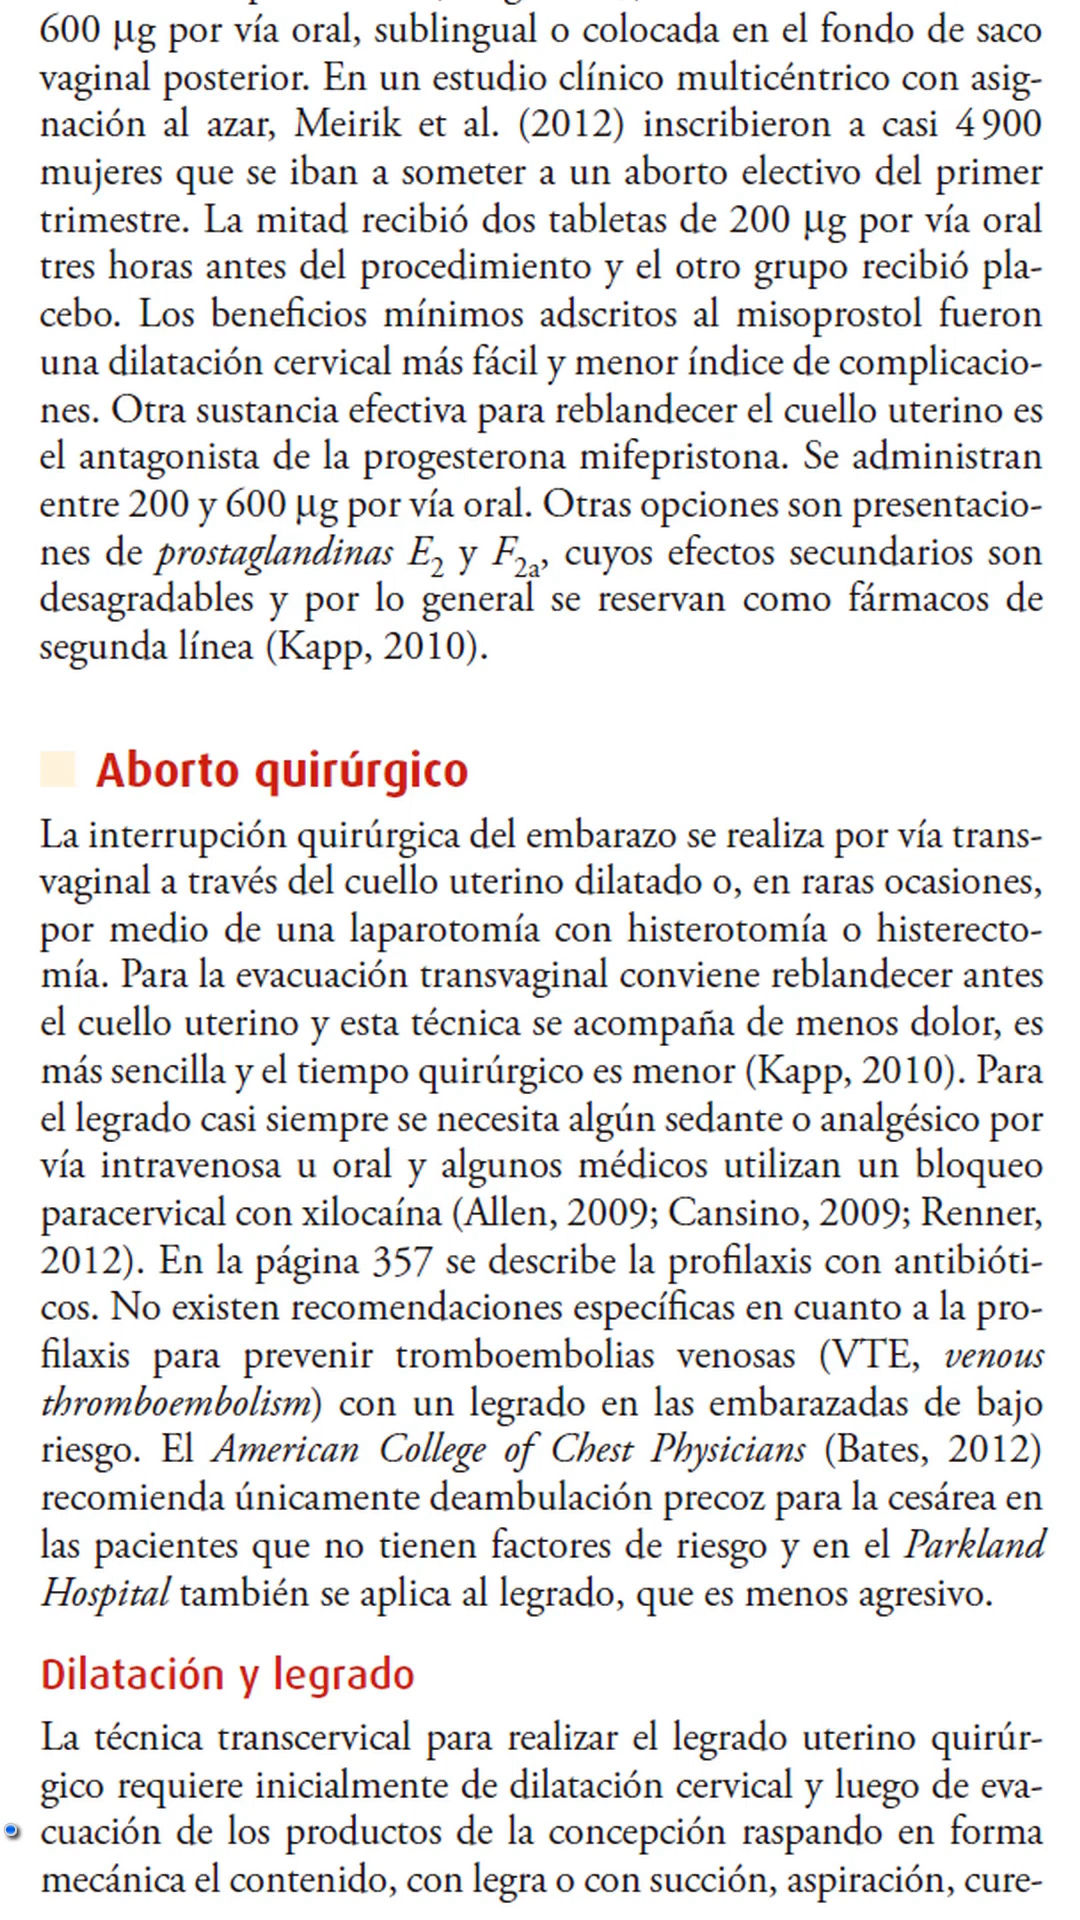 600 µg por vía oral, sublingual o colocada en el fondo de saco
vaginal posterior. En un estudio clínico multicéntrico con asig-
nación al azar, Meirik et al. (2012) inscribieron a casi 4 900
mujeres que se iban a someter a un aborto electivo del primer
trimestre. La mitad recibió dos tabletas de 200 µg por vía oral
tres horas antes del procedimiento y el otro grupo recibió pla-
cebo. Los beneficios mínimos adscritos al misoprostol fueron
una dilatación cervical más fácil y menor índice de complicacio-
nes. Otra sustancia efectiva para reblandecer el cuello uterino es
el antagonista de la progesterona mifepristona. Se administran
entre 200 y 600 µg por vía oral. Otras opciones son presentacio-
nes de prostaglandinas E2 y F2a, cuyos efectos secundarios son
desagradables y por lo general se reservan como fármacos de
segunda línea (Kapp, 2010).
Aborto quirúrgico
La interrupción quirúrgica del embarazo se realiza por vía trans-
vaginal a través del cuello uterino dilatado o, en raras ocasiones,
por medio de una laparotomía con histerotomía o histerecto-
mía. Para la evacuación transvaginal conviene reblandecer antes
el cuello uterino y esta técnica se acompaña de menos dolor, es
más sencilla y el tiempo quirúrgico es menor (Kapp, 2010). Para
el legrado casi siempre se necesita algún sedante o analgésico por
vía intravenosa u oral y algunos médicos utilizan un bloqueo
paracervical con xilocaína (Allen, 2009; Cansino, 2009; Renner,
2012). En la página 357 se describe la profilaxis con antibióti-
cos. No existen recomendaciones específicas en cuanto a la pro-
filaxis para prevenir tromboembolias venosas (VTE, venous
thromboembolism) con un legrado en las embarazadas de bajo
riesgo. El American College of Chest Physicians (Bates, 2012)
recomienda únicamente deambulación precoz para la cesárea en
las pacientes que no tienen factores de riesgo y en el Parkland
Hospital también se aplica al legrado, que es menos agresivo.
Dilatación y legrado
La técnica transcervical para realizar el legrado uterino quirúr-
gico requiere inicialmente de dilatación cervical y luego de eva-
cuación de los productos de la concepción raspando en forma
mecánica el contenido, con legra o con succión, aspiración, cure-